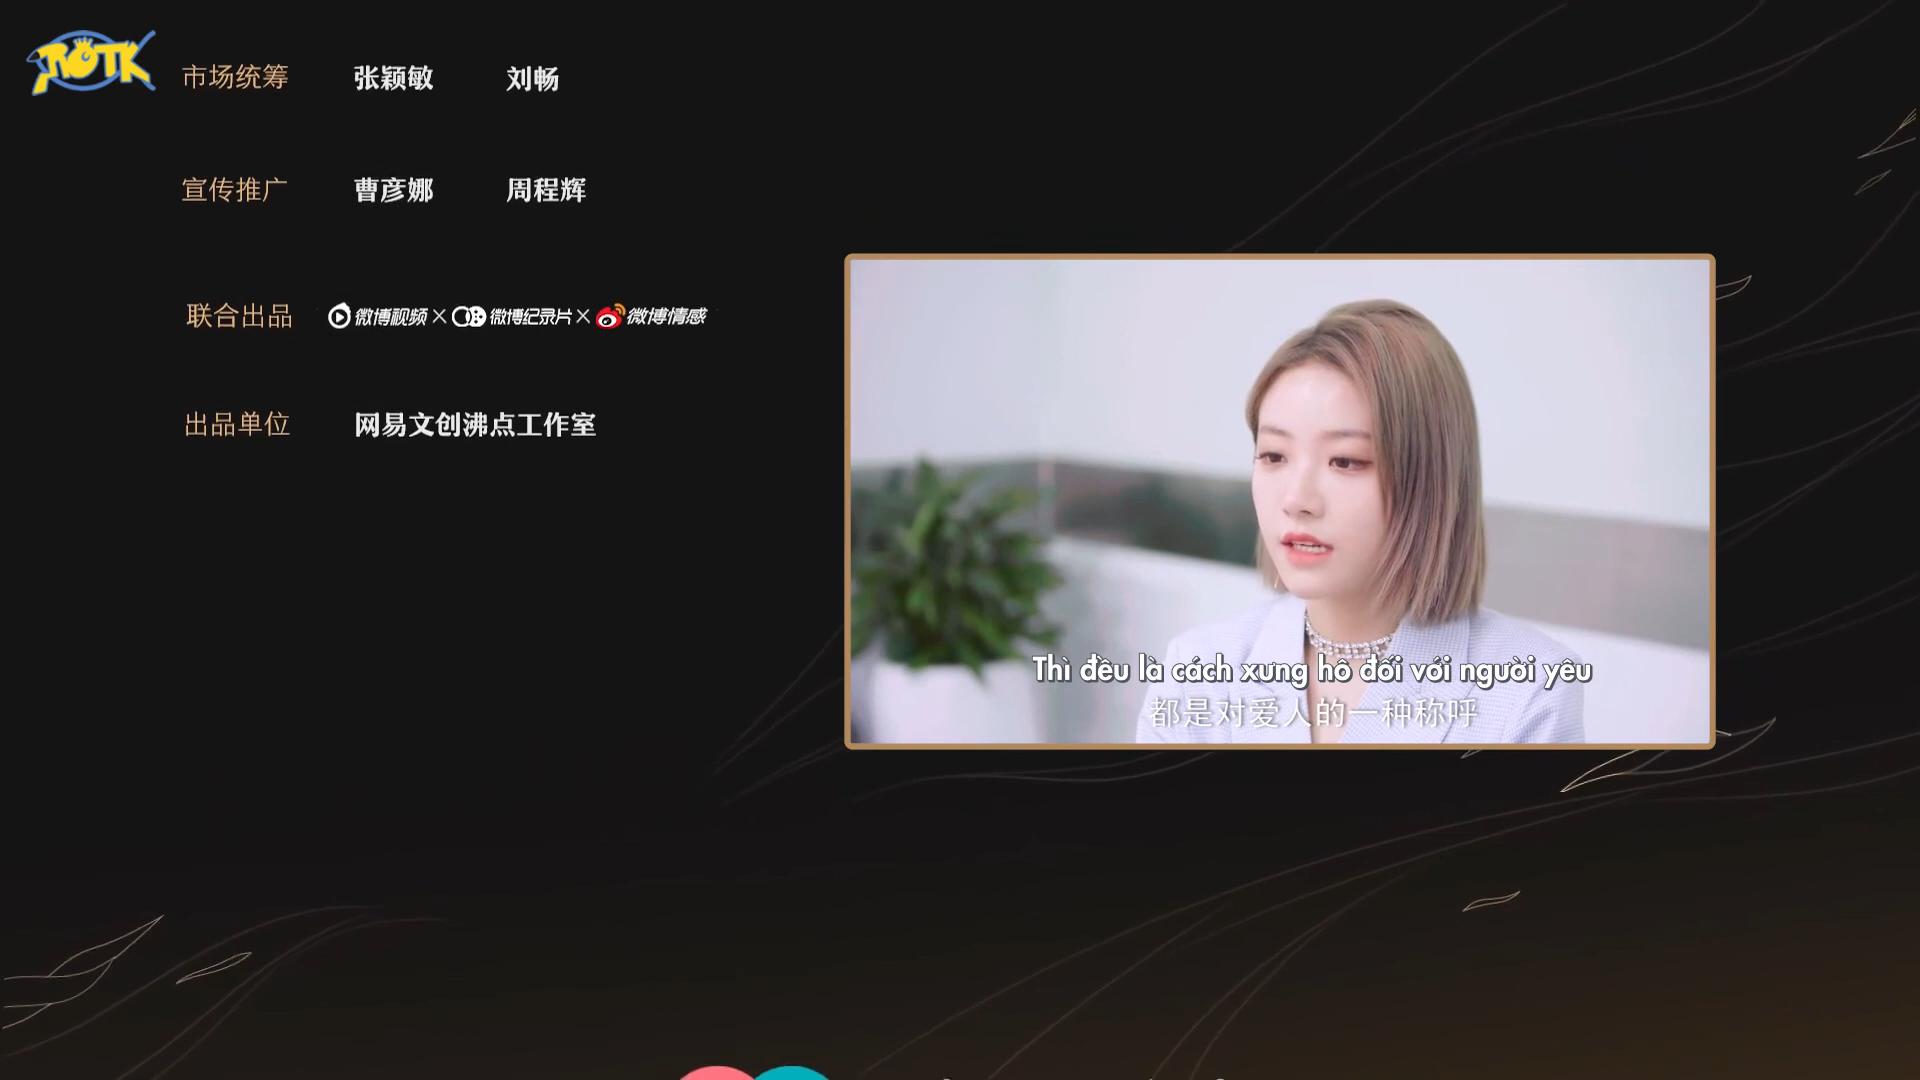 ROTK
市场统筹 张颖敏 刘畅
宣传推广 曹彦娜 周程辉
联合出品 微博视频×微博纪录片×微博情感
出品单位 网易文创沸点工作室
Thì đều là cách xưng hô đối với người yêu
都是对爱人的一种称呼